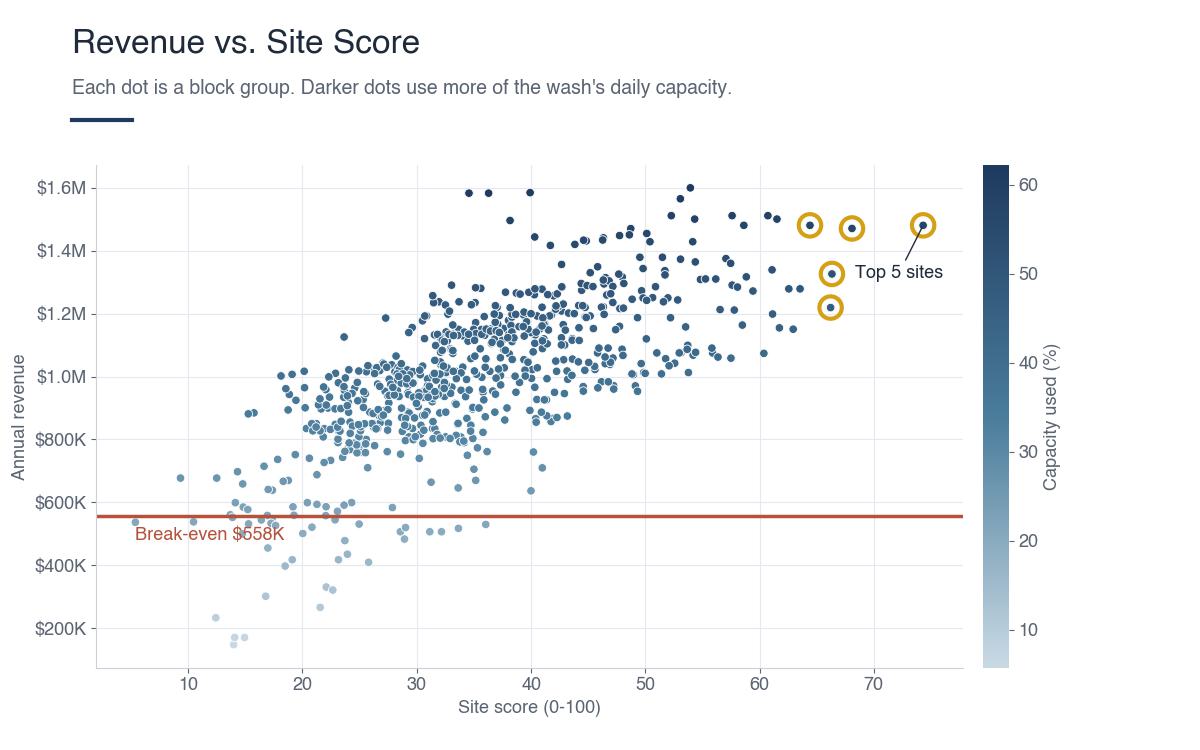 Revenue vs. Site Score
Each dot is a block group. Darker dots use more of the wash's daily capacity.
$1.6M
$1.4M
$1.2M
$1.0M
$800K
$600K
$400K
$200K
Annual revenue
Top 5 sites
Break-even $558K
10 20 30 40 50 60 70
Site score (0-100)
60
50
40
30
20
10
Capacity used (%)